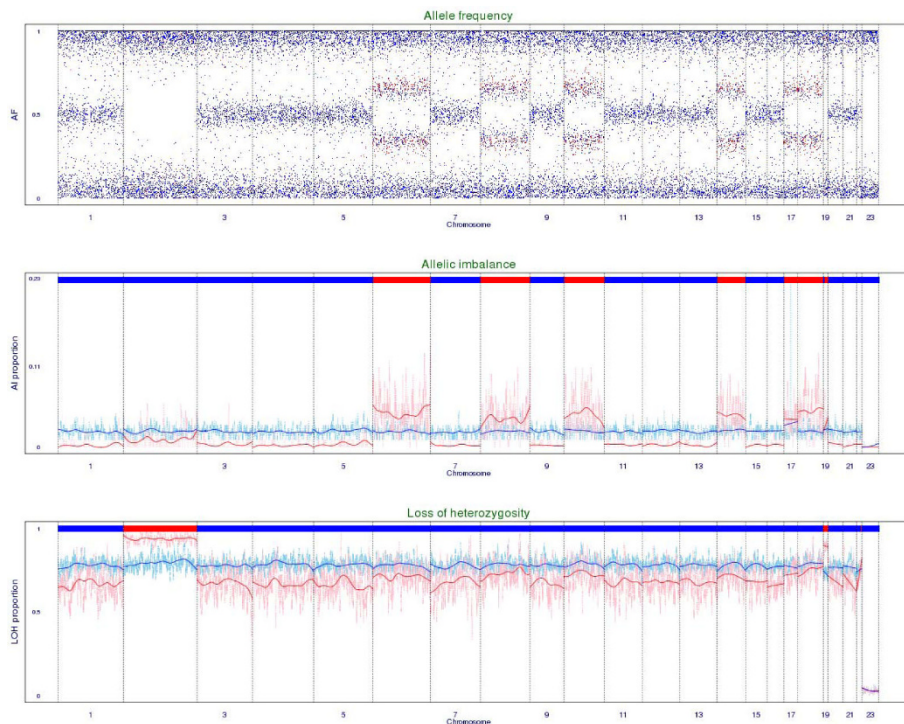 Allele frequency
1
AF
0.5
0
1 3 5 7 9 11 13 15 17 19 21 23
Chromosome
Allelic imbalance
AI proportion
0.11
0
1 3 5 7 9 11 13 15 17 19 21 23
Chromosome
Loss of heterozygosity
1
LOH proportion
0.5
0
1 3 5 7 9 11 13 15 17 19 21 23
Chromosome